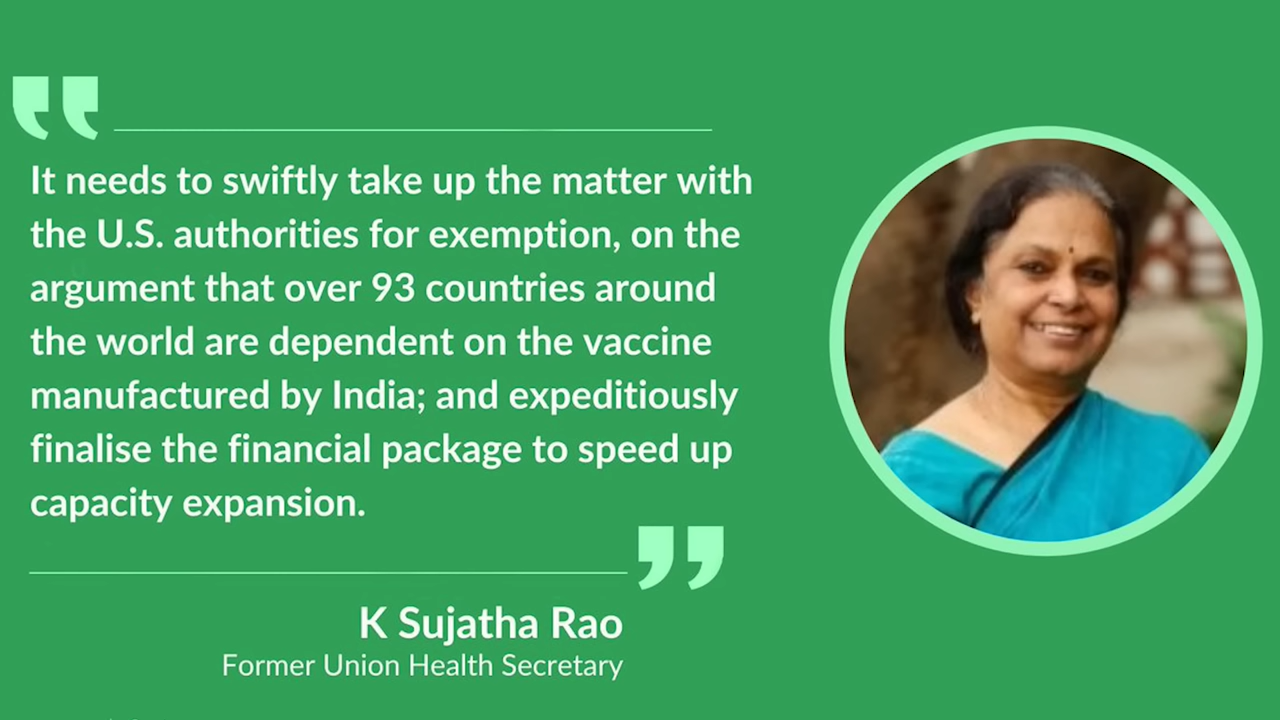 It needs to swiftly take up the matter with
the U.S. authorities for exemption, on the
argument that over 93 countries around
the world are dependent on the vaccine
manufactured by India; and expeditiously
finalise the financial package to speed up
capacity expansion.
K Sujatha Rao
Former Union Health Secretary